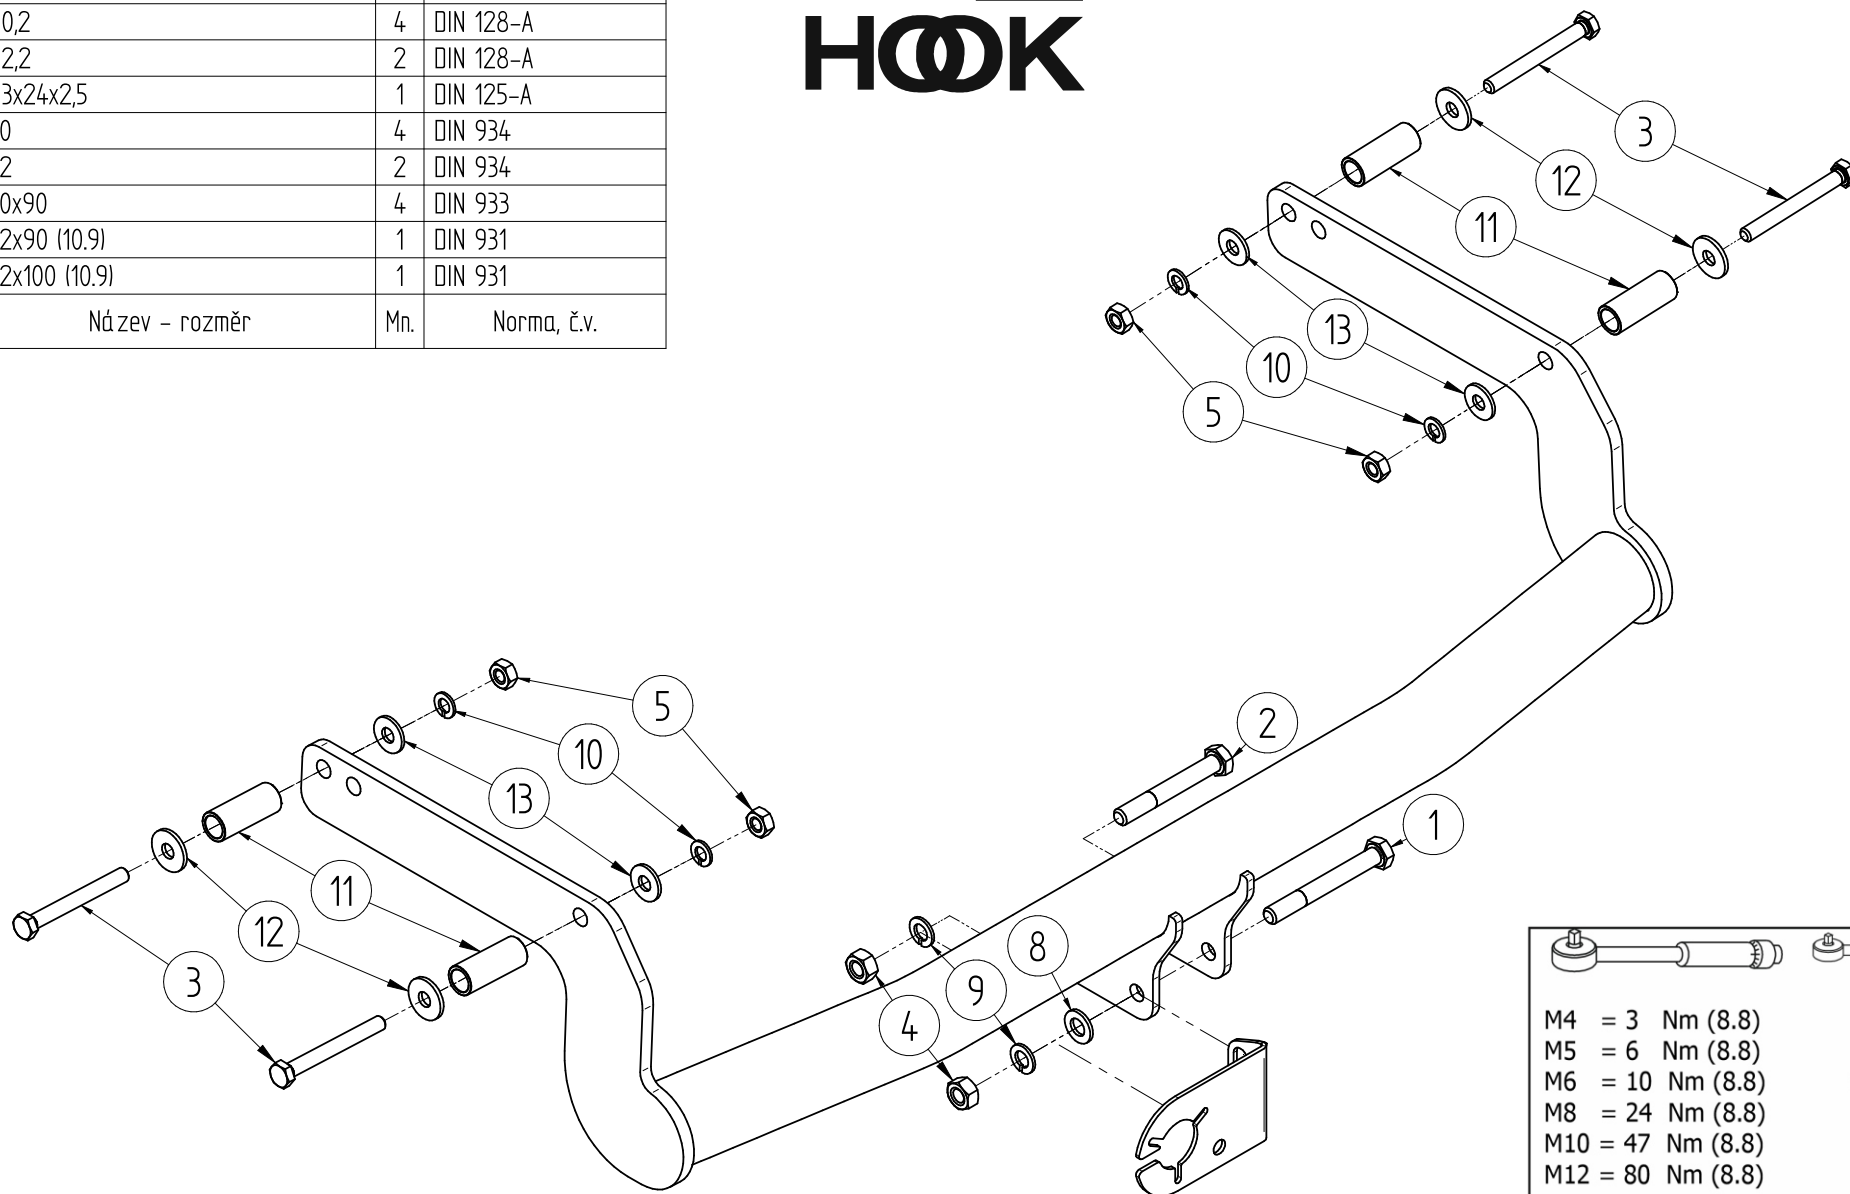 0,2 4 DIN 128-A
2,2 2 DIN 128-A
3x24x2,5 1 DIN 125-A
0 4 DIN 934
2 2 DIN 934
0x90 4 DIN 933
2x90 (10.9) 1 DIN 931
2x100 (10.9) 1 DIN 931
Název - rozměr Mn. Norma, č.v.
HOOK
3
12
11
13
10
5
5
10
13
11
12
3
2
1
8
9
4
M4 = 3 Nm (8.8)
M5 = 6 Nm (8.8)
M6 = 10 Nm (8.8)
M8 = 24 Nm (8.8)
M10 = 47 Nm (8.8)
M12 = 80 Nm (8.8)